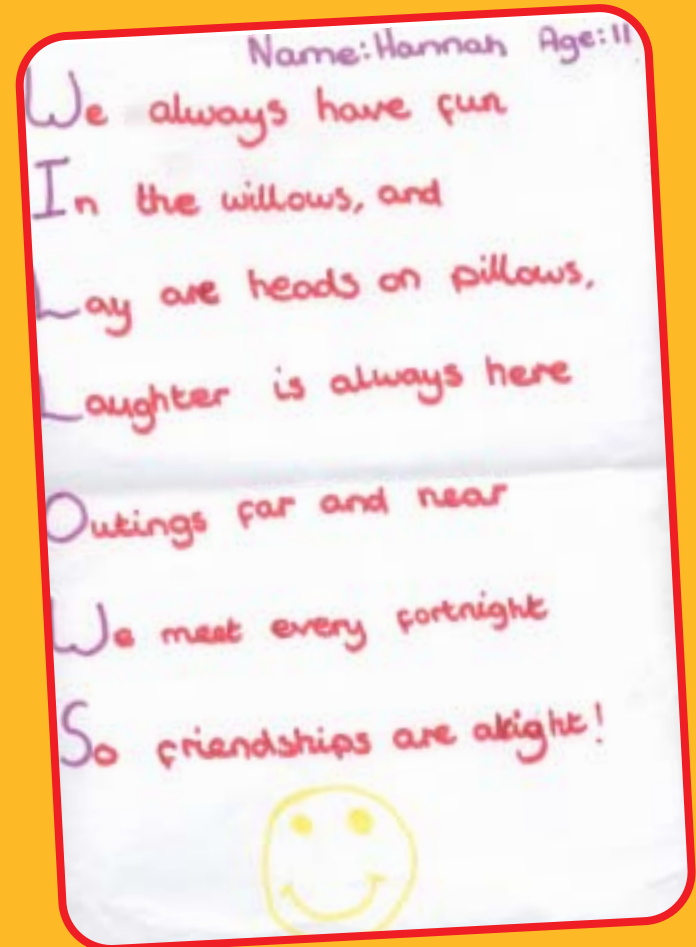 Name: Hannah Age: 11
We always have fun
In the willows, and
Lay are heads on pillows,
Laughter is always here
Outings far and near
We meet every fortnight
So friendships are alright!